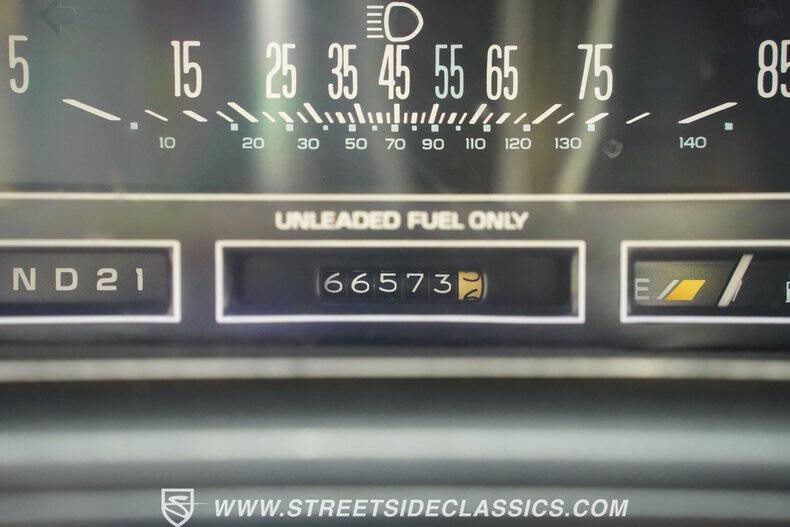 5 15 25 35 45 55 65 75 85
10 20 30 50 70 90 110 120 130 140
UNLEADED FUEL ONLY
N D 2 1 66573 E
WWW.STREETSIDECLASSICS.COM